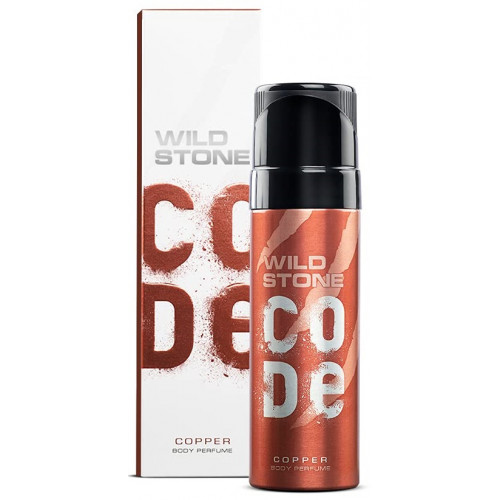 WILD
STONE
CO
De
COPPER
BODY PERFUME
WILD
STONE
CO
De
COPPER
BODY PERFUME